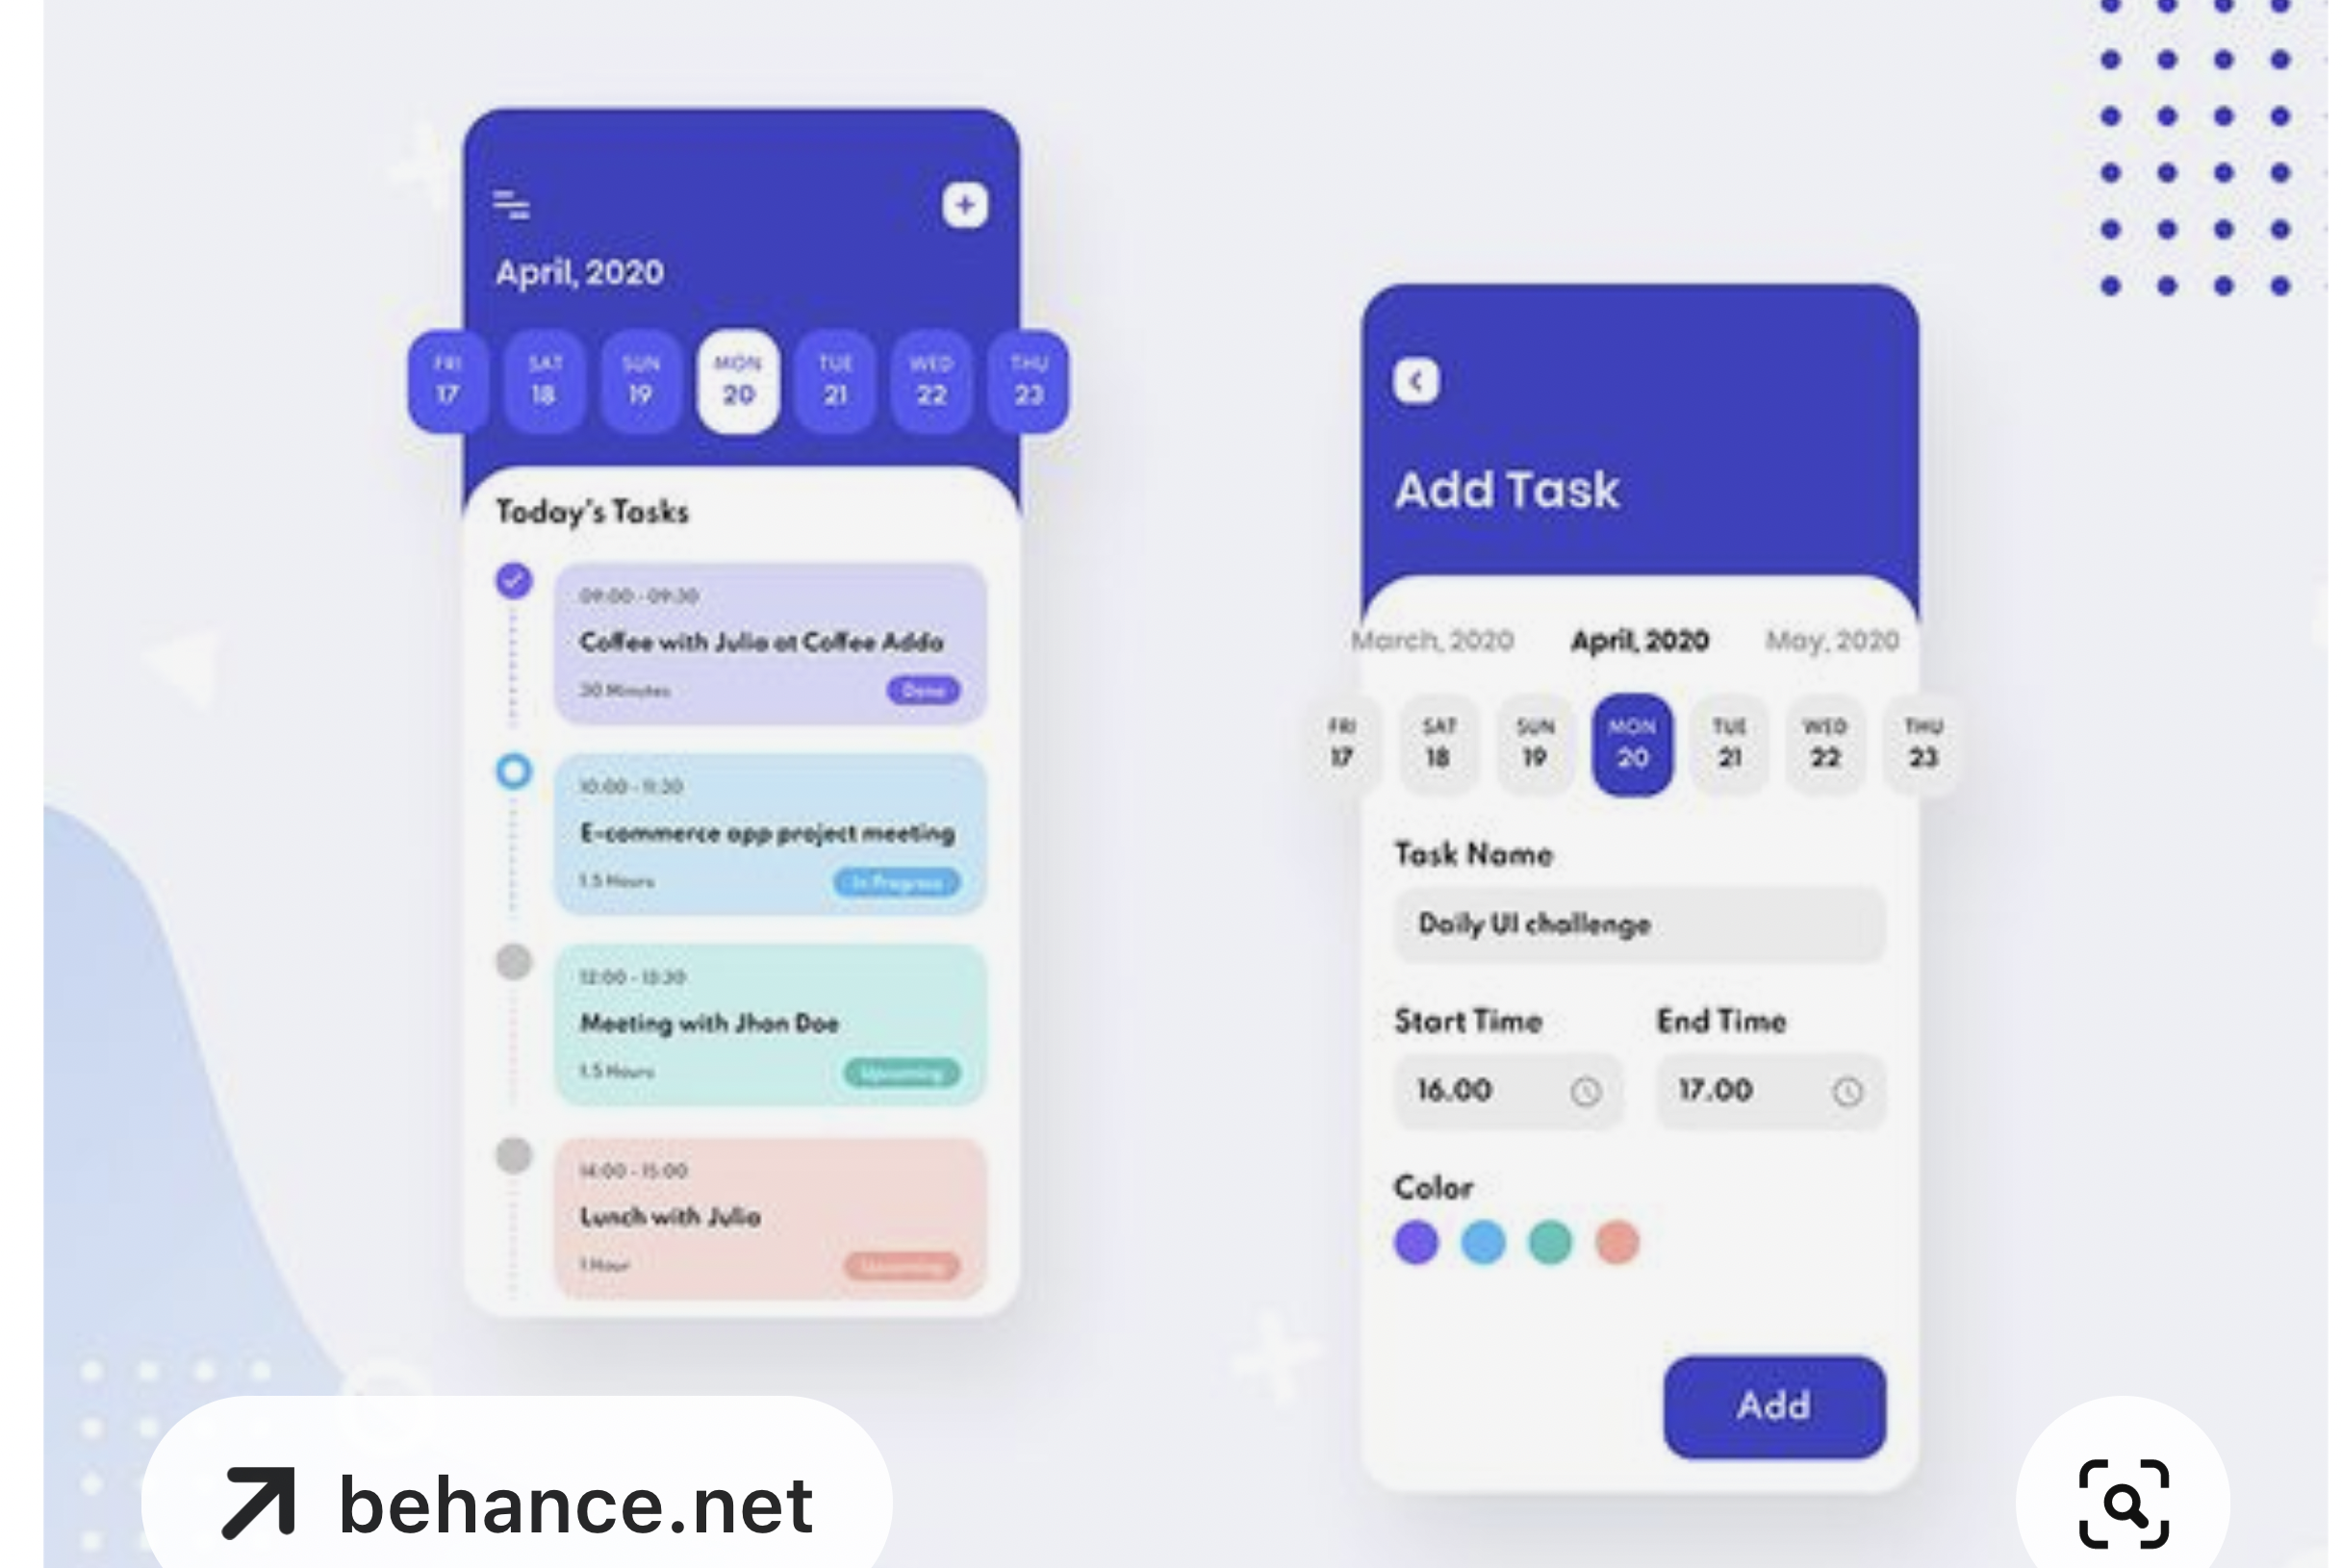 April, 2020
FRI SAT SUN MON TUE WED THU
17 18 19 20 21 22 23
Today's Tasks
09:00 - 09:30
Coffee with Julia at Coffee Adda
30 Minutes Done
10:00 - 11:30
E-commerce app project meeting
1.5 Hours In Progress
12:00 - 13:30
Meeting with Jhon Doe
1.5 Hours Upcoming
14:00 - 15:00
Lunch with Julia
1 Hour Upcoming
Add Task
March, 2020 April, 2020 May, 2020
FRI SAT SUN MON TUE WED THU
17 18 19 20 21 22 23
Task Name
Daily UI challenge
Start Time End Time
16.00 17.00
Color
Add
behance.net